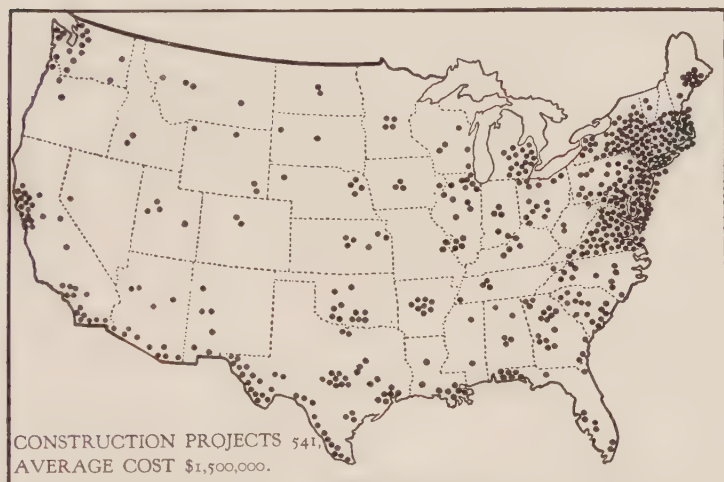 CONSTRUCTION PROJECTS 541,
AVERAGE COST $1,500,000.